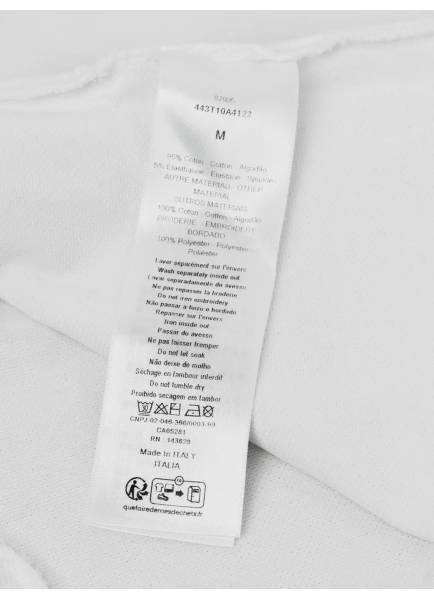 443T10A4122
M
95% Coton - Cotton - Algodão
5% Elasthanne - Elastane -
AUTRE MATERIAU - OTHER
MATERIAL
OUTROS MATERIAIS
100% Coton - Cotton - Algodão
BRODERIE - EMBROIDERY
BORDADO
100% Polyester - Polyester
Poliéster
Laver séparément sur l'envers
Wash separately inside out
Lavar separadamente do avesso
Ne pas repasser la broderie
Do not iron embroidery
Não passar a ferro o bordado
Repasser sur l'envers
Iron inside out
Passar do avesso
Ne pas laisser tremper
Do not let soak
Não deixe de molho
Séchage en tambour interdit
Do not tumble dry
Proibido secagem em tambor
CA65281
RN : 143629
Made in ITALY
ITALIA
quefairedemesdechets.fr